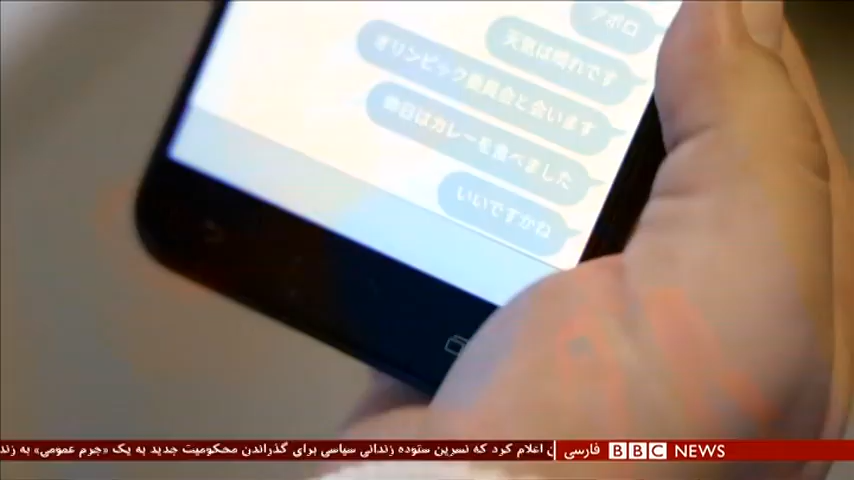 アポロ
天気は晴れです
オリンピック委員会と会います
昨日はカレーを食べました
いいですかね
ن اعلام کرد که نسرین ستوده زندانی سیاسی برای گذراندن محکومیت جدید به یک «جرم عمومی» به زند
فارسی BBC NEWS